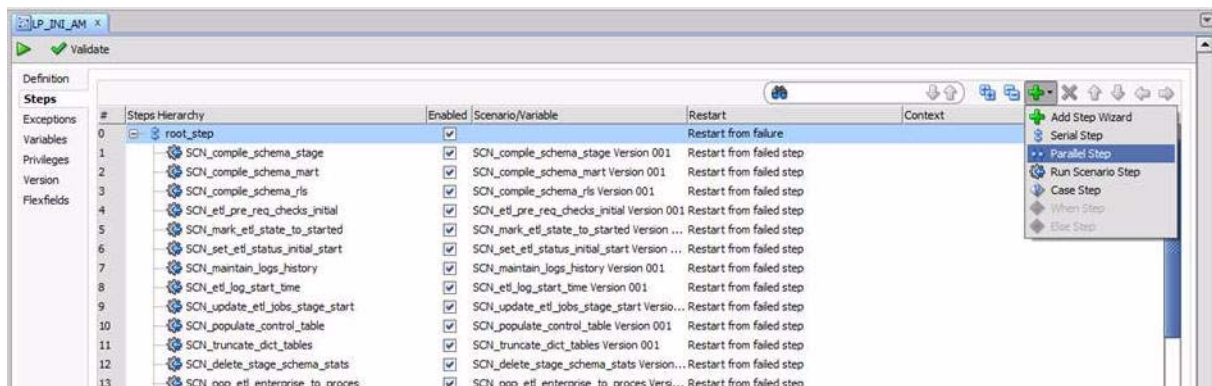 LP_INI_AM x
Validate
Definition
Steps
Exceptions
Variables
Privileges
Version
Flexfields
# Steps Hierarchy Enabled Scenario/Variable Restart Context
0 root_step Restart from failure
1 SCN_compile_schema_stage SCN_compile_schema_stage Version 001 Restart from failed step
2 SCN_compile_schema_mart SCN_compile_schema_mart Version 001 Restart from failed step
3 SCN_compile_schema_rls SCN_compile_schema_rls Version 001 Restart from failed step
4 SCN_etl_pre_req_checks_initial SCN_etl_pre_req_checks_initial Version 001 Restart from failed step
5 SCN_mark_etl_state_to_started SCN_mark_etl_state_to_started Version ... Restart from failed step
6 SCN_set_etl_status_initial_start SCN_set_etl_status_initial_start Version ... Restart from failed step
7 SCN_maintain_logs_history SCN_maintain_logs_history Version 001 Restart from failed step
8 SCN_etl_log_start_time SCN_etl_log_start_time Version 001 Restart from failed step
9 SCN_update_etl_jobs_stage_start SCN_update_etl_jobs_stage_start Versio... Restart from failed step
10 SCN_populate_control_table SCN_populate_control_table Version 001 Restart from failed step
11 SCN_truncate_dict_tables SCN_truncate_dict_tables Version 001 Restart from failed step
12 SCN_delete_stage_schema_stats SCN_delete_stage_schema_stats Version... Restart from failed step
13 SCN_pop_etl_enterprise_to_proces SCN_pop_etl_enterprise_to_proces Versi... Restart from failed step
Add Step Wizard
Serial Step
Parallel Step
Run Scenario Step
Case Step
When Step
Else Step